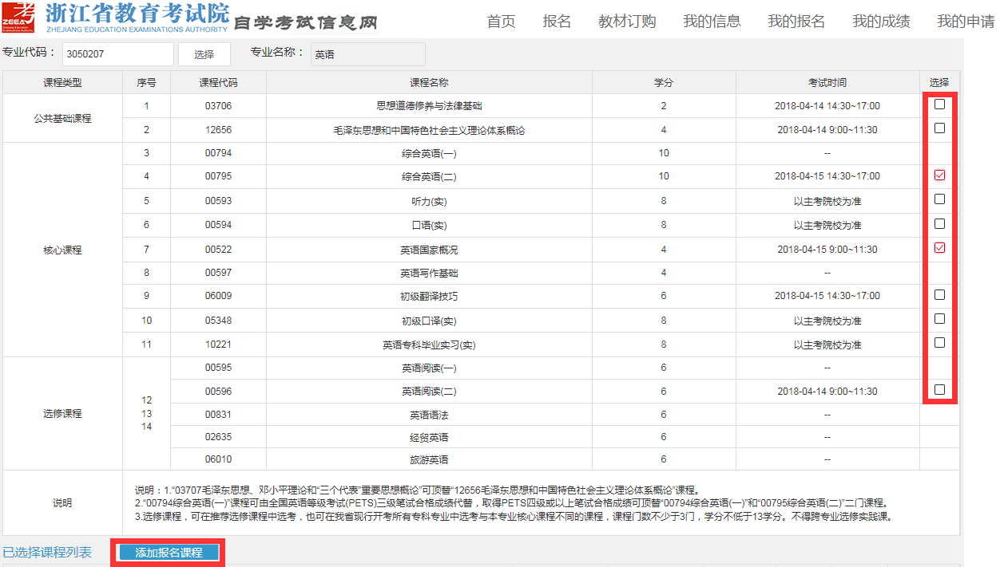 浙江省教育考试院
ZHEJIANG EDUCATION EXAMINATIONS AUTHORITY
自学考试信息网
首页 报名 教材订购 我的信息 我的报名 我的成绩 我的申请
专业代码： 3050207 选择 专业名称： 英语
课程类型 序号 课程代码 课程名称 学分 考试时间 选择
公共基础课程
1 03706 思想道德修养与法律基础 2 2018-04-14 14:30~17:00
2 12656 毛泽东思想和中国特色社会主义理论体系概论 4 2018-04-14 9:00~11:30
核心课程
3 00794 综合英语(一) 10 --
4 00795 综合英语(二) 10 2018-04-15 14:30~17:00
5 00593 听力(实) 8 以主考院校为准
6 00594 口语(实) 8 以主考院校为准
7 00522 英语国家概况 4 2018-04-15 9:00~11:30
8 00597 英语写作基础 4 --
9 06009 初级翻译技巧 6 2018-04-15 14:30~17:00
10 05348 初级口译(实) 8 以主考院校为准
11 10221 英语专科毕业实习(实) 8 以主考院校为准
选修课程
12
13
14
00595 英语阅读(一) 6 --
00596 英语阅读(二) 6 2018-04-14 9:00~11:30
00831 英语语法 6 --
02635 经贸英语 6 --
06010 旅游英语 6 --
说明
说明：1.“03707毛泽东思想、邓小平理论和“三个代表”重要思想概论”可顶替“12656毛泽东思想和中国特色社会主义理论体系概论”课程。
2.“00794综合英语(一)”课程可由全国英语等级考试(PETS)三级笔试合格成绩代替，取得PETS四级或以上笔试合格成绩可顶替“00794综合英语(一)”和“00795综合英语(二)”二门课程。
3.选修课程，可在推荐选修课程中选考，也可在我省现行开考所有专科专业中选考与本专业核心课程不同的课程，课程门数不少于3门，学分不低于13学分。不得跨专业选修实践课。
已选择课程列表 添加报名课程